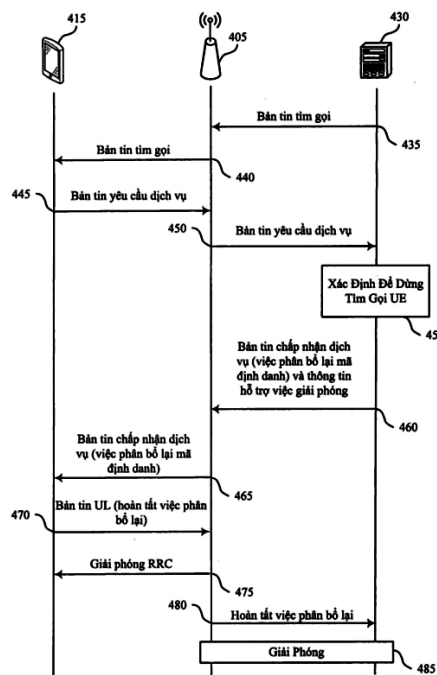 415
405
430
Bản tin tìm gọi
435
Bản tin tìm gọi
440
445
Bản tin yêu cầu dịch vụ
450
Bản tin yêu cầu dịch vụ
Xác Định Để Dừng
Tìm Gọi UE
45
Bản tin chấp nhận dịch
vụ (việc phân bổ lại mã
định danh) và thông tin
hỗ trợ việc giải phóng
460
Bản tin chấp nhận dịch
vụ (việc phân bổ lại mã
định danh)
465
470
Bản tin UL (hoàn tất việc phân
bổ lại)
Giải phóng RRC
475
480
Hoàn tất việc phân bổ lại
Giải Phóng
485